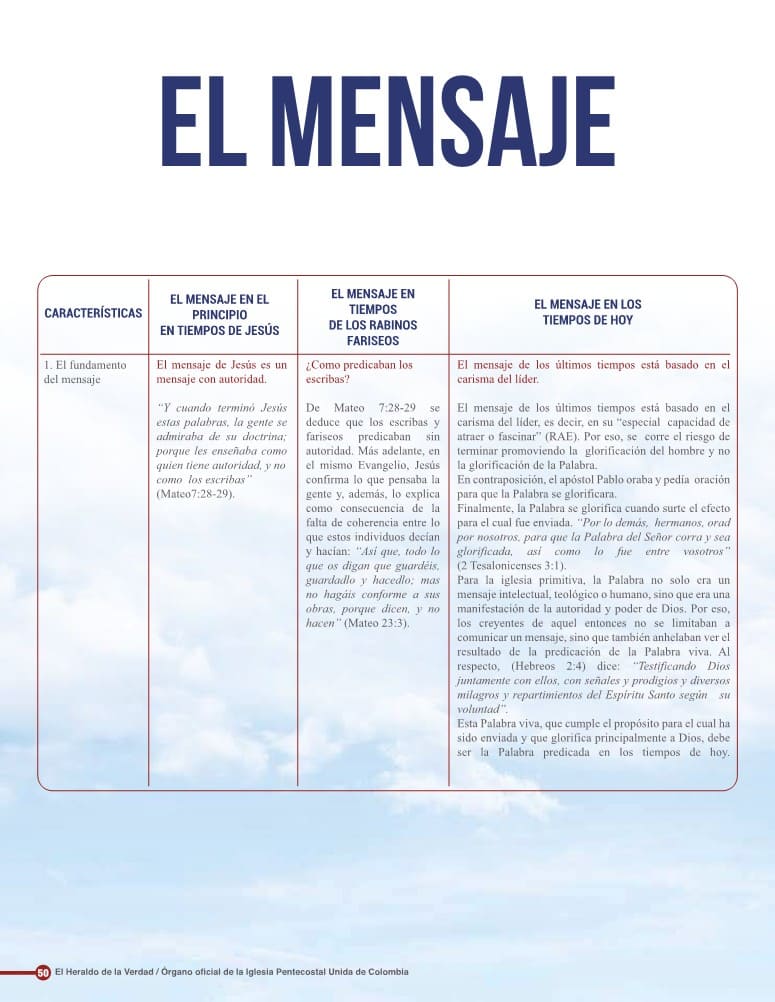 EL MENSAJE
CARACTERÍSTICAS
EL MENSAJE EN EL
PRINCIPIO
EN TIEMPOS DE JESÚS
EL MENSAJE EN
TIEMPOS
DE LOS RABINOS
FARISEOS
EL MENSAJE EN LOS
TIEMPOS DE HOY
1. El fundamento
del mensaje
El mensaje de Jesús es un
mensaje con autoridad.
“Y cuando terminó Jesús
estas palabras, la gente se
admiraba de su doctrina;
porque les enseñaba como
quien tiene autoridad, y no
como los escribas”
(Mateo7:28-29).
¿Como predicaban los
escribas?
De Mateo 7:28-29 se
deduce que los escribas y
fariseos predicaban sin
autoridad. Más adelante, en
el mismo Evangelio, Jesús
confirma lo que pensaba la
gente y, además, lo explica
como consecuencia de la
falta de coherencia entre lo
que estos individuos decían
y hacían: “Así que, todo lo
que os digan que guardéis,
guardadlo y hacedlo; mas
no hagáis conforme a sus
obras, porque dicen, y no
hacen” (Mateo 23:3).
El mensaje de los últimos tiempos está basado en el
carisma del líder.
El mensaje de los últimos tiempos está basado en el
carisma del líder, es decir, en su “especial capacidad de
atraer o fascinar” (RAE). Por eso, se corre el riesgo de
terminar promoviendo la glorificación del hombre y no
la glorificación de la Palabra.
En contraposición, el apóstol Pablo oraba y pedía oración
para que la Palabra se glorificara.
Finalmente, la Palabra se glorifica cuando surte el efecto
para el cual fue enviada. “Por lo demás, hermanos, orad
por nosotros, para que la Palabra del Señor corra y sea
glorificada, así como lo fue entre vosotros”
(2 Tesalonicenses 3:1).
Para la iglesia primitiva, la Palabra no solo era un
mensaje intelectual, teológico o humano, sino que era una
manifestación de la autoridad y poder de Dios. Por eso,
los creyentes de aquel entonces no se limitaban a
comunicar un mensaje, sino que también anhelaban ver el
resultado de la predicación de la Palabra viva. Al
respecto, (Hebreos 2:4) dice: “Testificando Dios
juntamente con ellos, con señales y prodigios y diversos
milagros y repartimientos del Espíritu Santo según su
voluntad”.
Esta Palabra viva, que cumple el propósito para el cual ha
sido enviada y que glorifica principalmente a Dios, debe
ser la Palabra predicada en los tiempos de hoy.
50 El Heraldo de la Verdad / Órgano oficial de la Iglesia Pentecostal Unida de Colombia